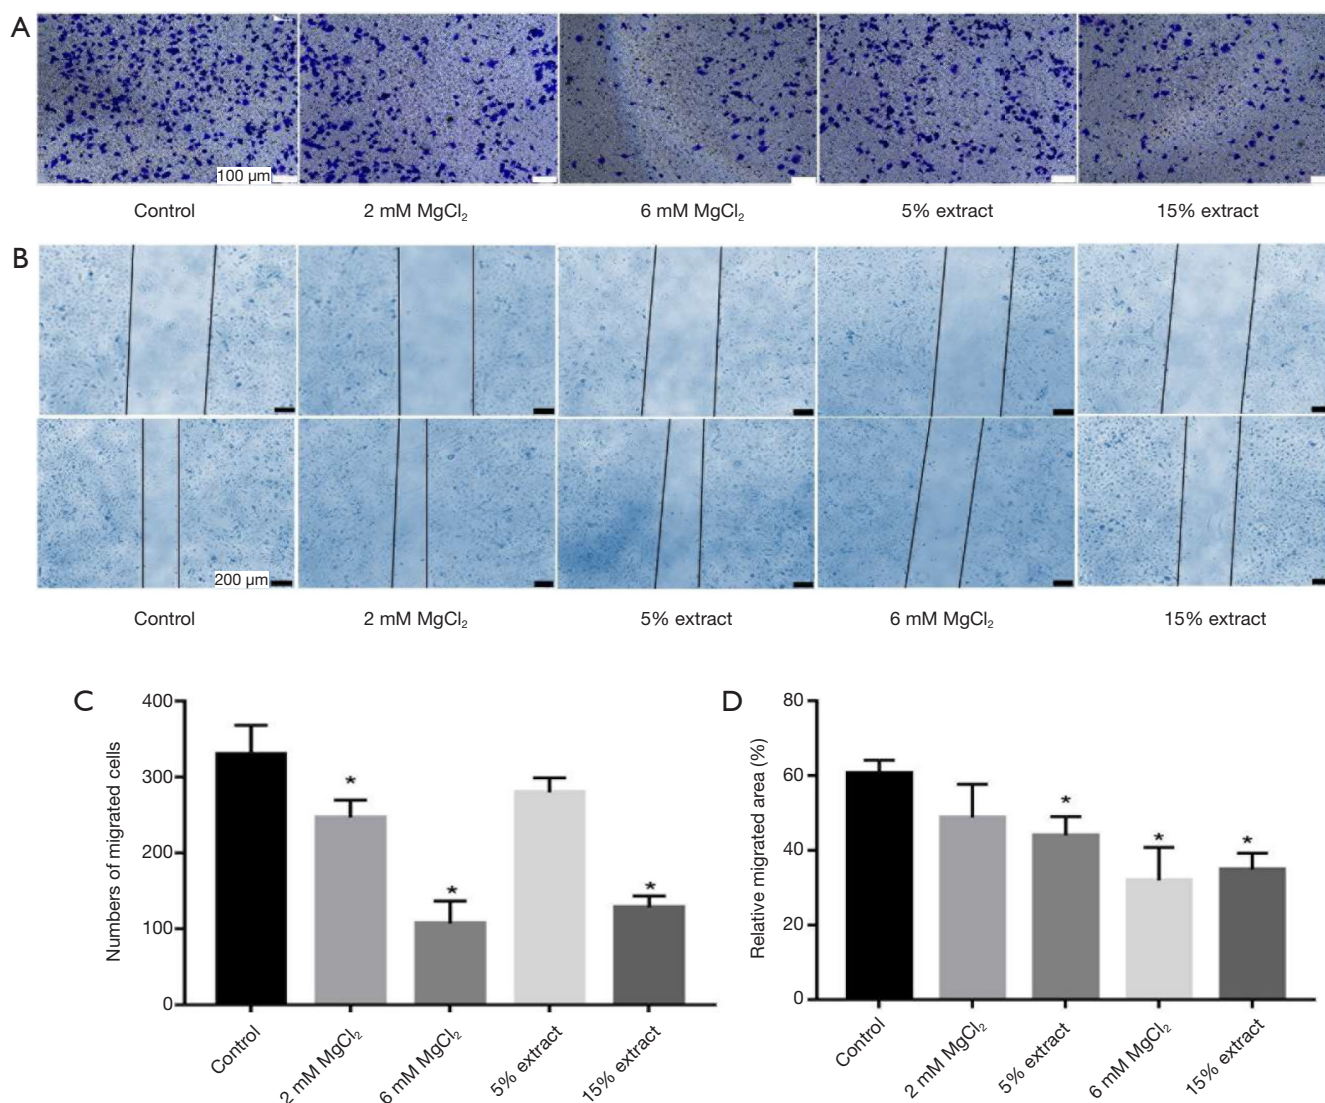 A
100 µm
Control
2 mM MgCl₂
6 mM MgCl₂
5% extract
15% extract
B
200 µm
Control
2 mM MgCl₂
5% extract
6 mM MgCl₂
15% extract
C
Numbers of migrated cells
400
300
200
100
0
*
*
*
Control
2 mM MgCl₂
6 mM MgCl₂
5% extract
15% extract
D
Relative migrated area (%)
80
60
40
20
0
*
*
*
Control
2 mM MgCl₂
5% extract
6 mM MgCl₂
15% extract